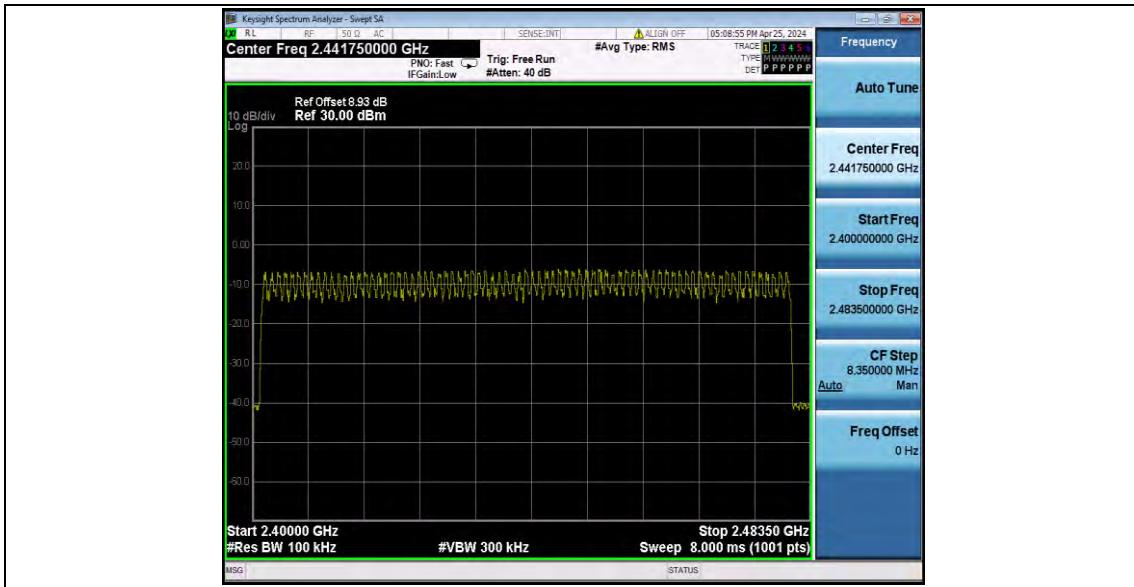 Keysight Spectrum Analyzer - Swept SA
RL RF 50 Ω AC SENSE:INT ALIGN OFF 05:08:55 PM Apr 25, 2024
Center Freq 2.441750000 GHz
PNO: Fast
IFGain:Low
Trig: Free Run
#Atten: 40 dB
#Avg Type: RMS
TRACE 1 2 3 4 5 6
TYPE M WWWWW
DET P P P P P P
Ref Offset 8.93 dB
10 dB/div Ref 30.00 dBm
Log
20.0
10.0
0.00
-10.0
-20.0
-30.0
-40.0
-50.0
-60.0
Start 2.40000 GHz Stop 2.48350 GHz
#Res BW 100 kHz #VBW 300 kHz Sweep 8.000 ms (1001 pts)
MSG STATUS
Frequency
Auto Tune
Center Freq
2.441750000 GHz
Start Freq
2.400000000 GHz
Stop Freq
2.483500000 GHz
CF Step
8.350000 MHz
Auto Man
Freq Offset
0 Hz